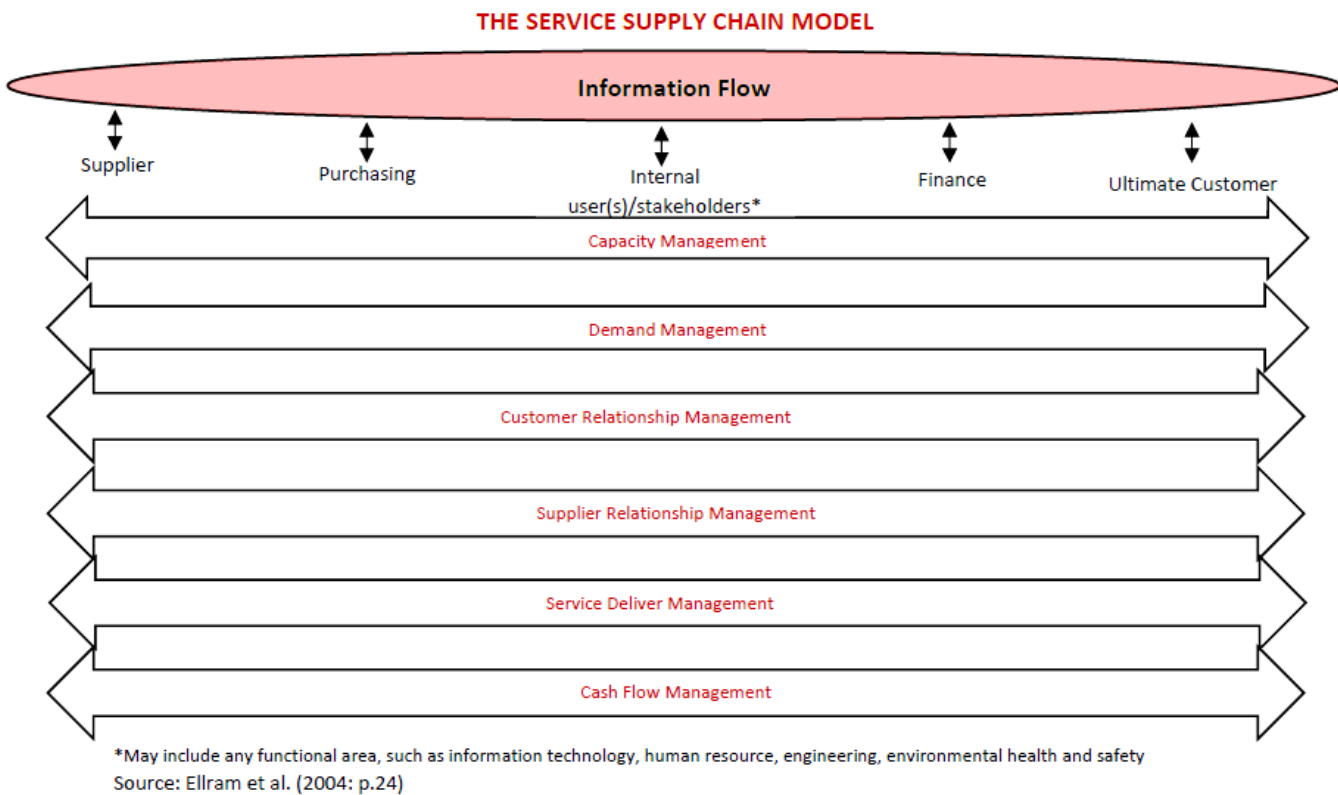 THE SERVICE SUPPLY CHAIN MODEL
Information Flow
Supplier
Purchasing
Internal
user(s)/stakeholders*
Finance
Ultimate Customer
Capacity Management
Demand Management
Customer Relationship Management
Supplier Relationship Management
Service Deliver Management
Cash Flow Management
*May include any functional area, such as information technology, human resource, engineering, environmental health and safety
Source: Ellram et al. (2004: p.24)